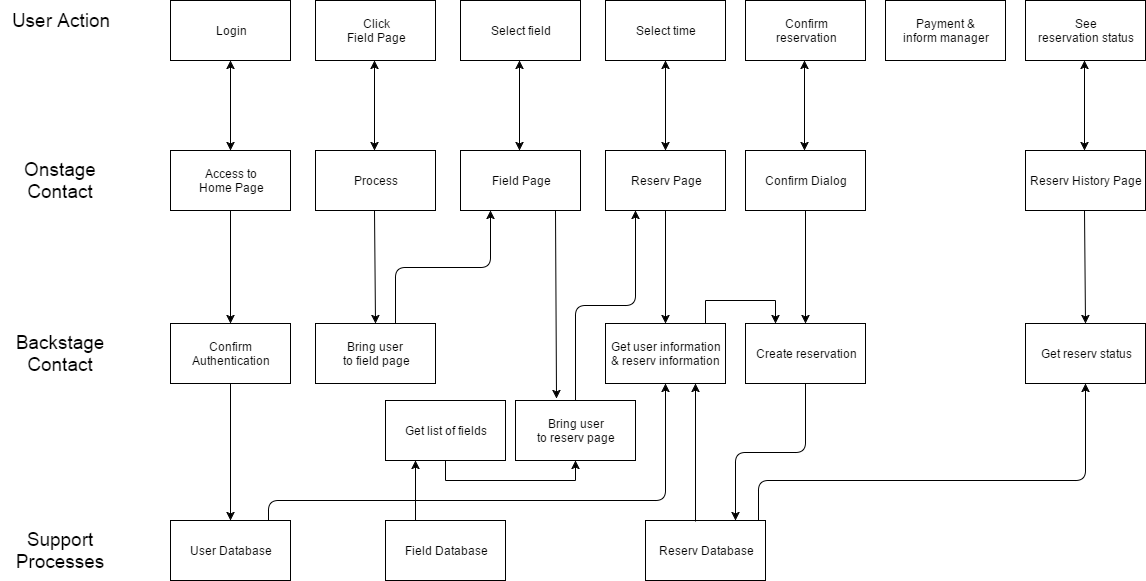 User Action
Login
Click
Field Page
Select field
Select time
Confirm
reservation
Payment &
inform manager
See
reservation status
Onstage
Contact
Access to
Home Page
Process
Field Page
Reserv Page
Confirm Dialog
Reserv History Page
Backstage
Contact
Confirm
Authentication
Bring user
to field page
Get user information
& reserv information
Create reservation
Get reserv status
Get list of fields
Bring user
to reserv page
Support
Processes
User Database
Field Database
Reserv Database